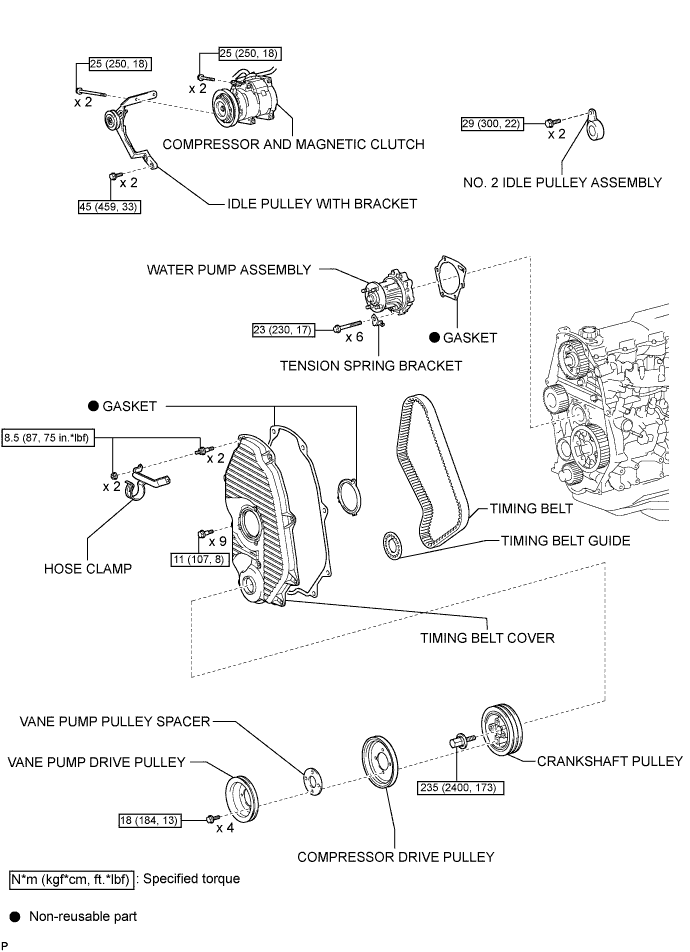 25 (250, 18)
x 2
25 (250, 18)
x 2
COMPRESSOR AND MAGNETIC CLUTCH
29 (300, 22)
x 2
NO. 2 IDLE PULLEY ASSEMBLY
x 2
45 (459, 33)
IDLE PULLEY WITH BRACKET
WATER PUMP ASSEMBLY
23 (230, 17)
x 6
GASKET
TENSION SPRING BRACKET
GASKET
8.5 (87, 75 in.*lbf)
x 2
x 2
TIMING BELT
x 9
11 (107, 8)
TIMING BELT GUIDE
HOSE CLAMP
TIMING BELT COVER
VANE PUMP PULLEY SPACER
VANE PUMP DRIVE PULLEY
CRANKSHAFT PULLEY
235 (2400, 173)
18 (184, 13)
x 4
COMPRESSOR DRIVE PULLEY
N*m (kgf*cm, ft.*lbf) : Specified torque
● Non-reusable part
P